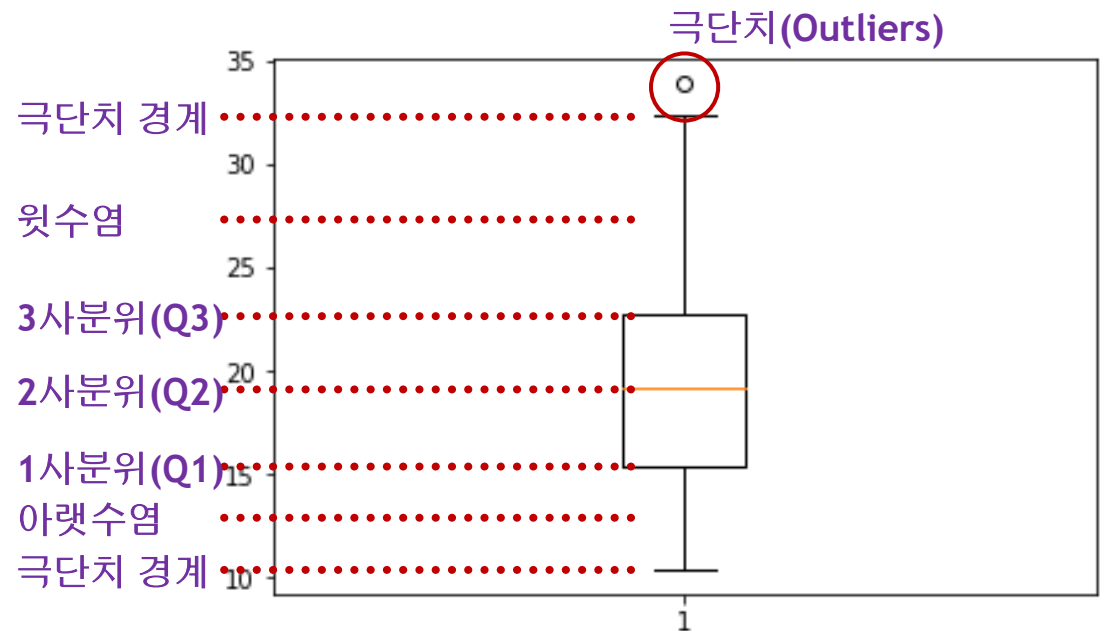 극단치(Outliers)
35
극단치 경계
30
윗수염
25
3사분위(Q3)
20
2사분위(Q2)
1사분위(Q1)
15
아랫수염
극단치 경계
10
1